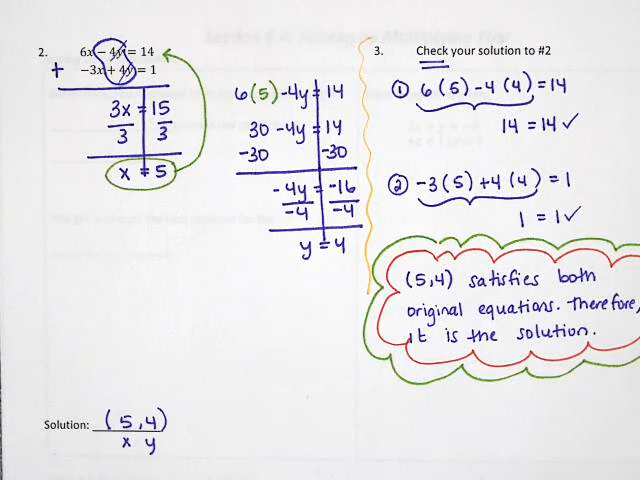 2.
6x − 4y = 14
+ −3x + 4y = 1
3x = 15
3 3
x = 5
6(5) -4y = 14
30 -4y = 14
-30 -30
-4y = -16
-4 -4
y = 4
Solution: (5,4)
x y
3. Check your solution to #2
① 6(5)-4(4) = 14
14 = 14 ✓
② -3(5)+4(4) = 1
1 = 1 ✓
(5,4) satisfies both
original equations. Therefore,
it is the solution.